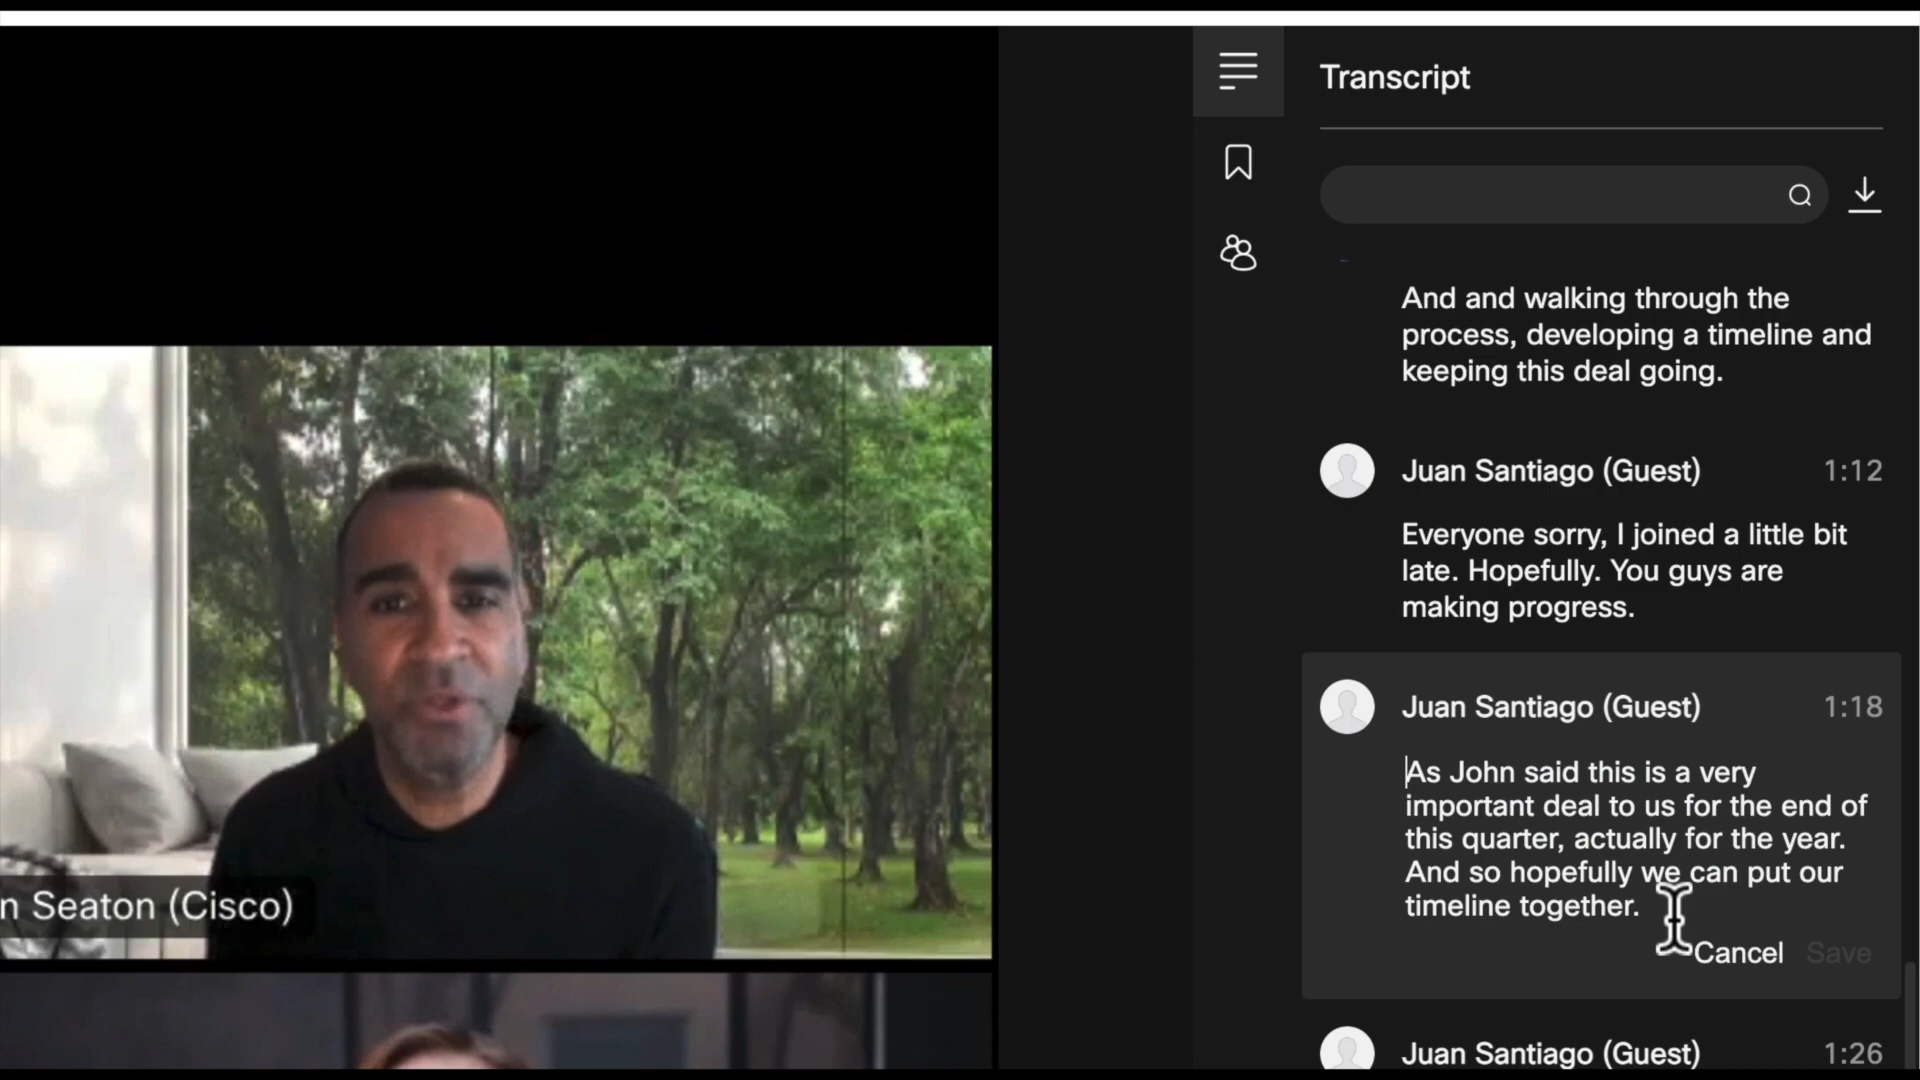 Transcript
And and walking through the
process, developing a timeline and
keeping this deal going.
Juan Santiago (Guest) 1:12
Everyone sorry, I joined a little bit
late. Hopefully. You guys are
making progress.
Juan Santiago (Guest) 1:18
As John said this is a very
important deal to us for the end of
this quarter, actually for the year.
And so hopefully we can put our
timeline together.
Cancel Save
Juan Santiago (Guest) 1:26
n Seaton (Cisco)